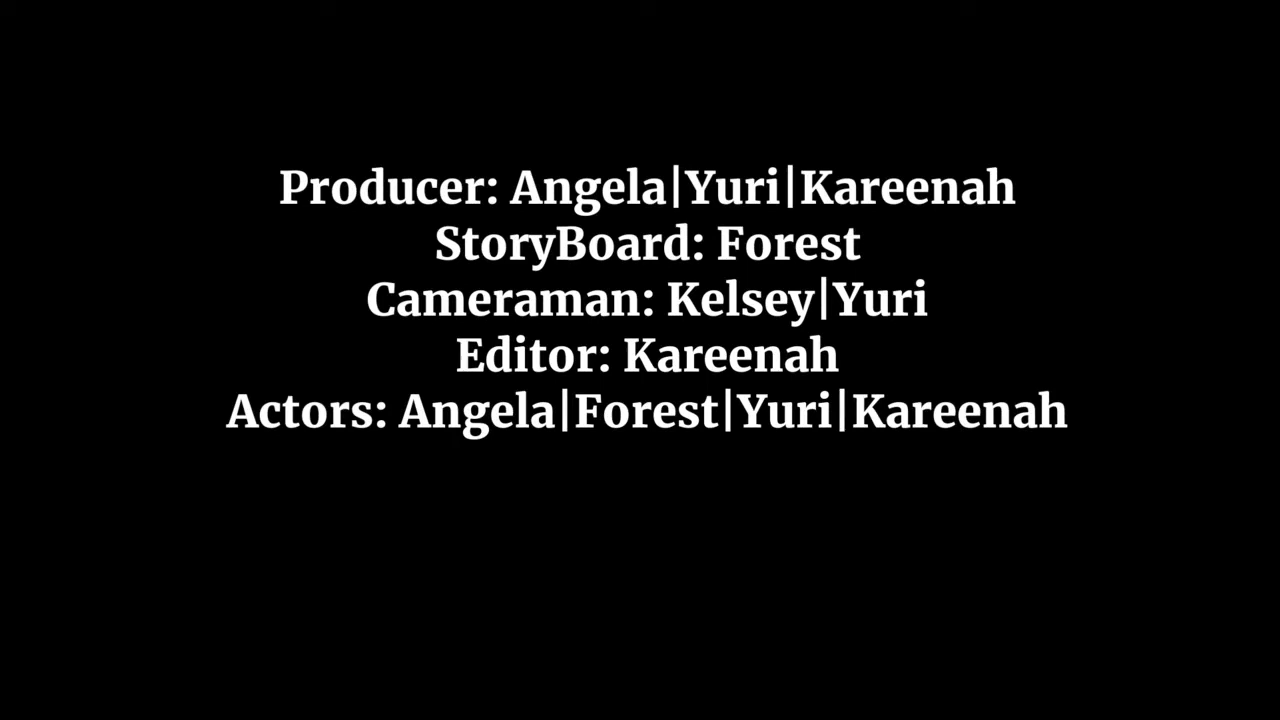 Producer: Angela|Yuri|Kareenah
StoryBoard: Forest
Cameraman: Kelsey|Yuri
Editor: Kareenah
Actors: Angela|Forest|Yuri|Kareenah